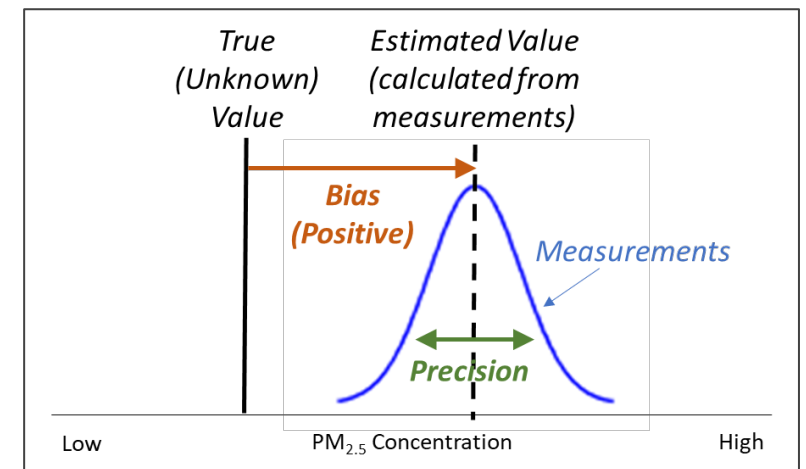 True
(Unknown)
Value
Estimated Value
(calculated from
measurements)
Bias
(Positive)
Measurements
Precision
Low
PM₂.₅ Concentration
High